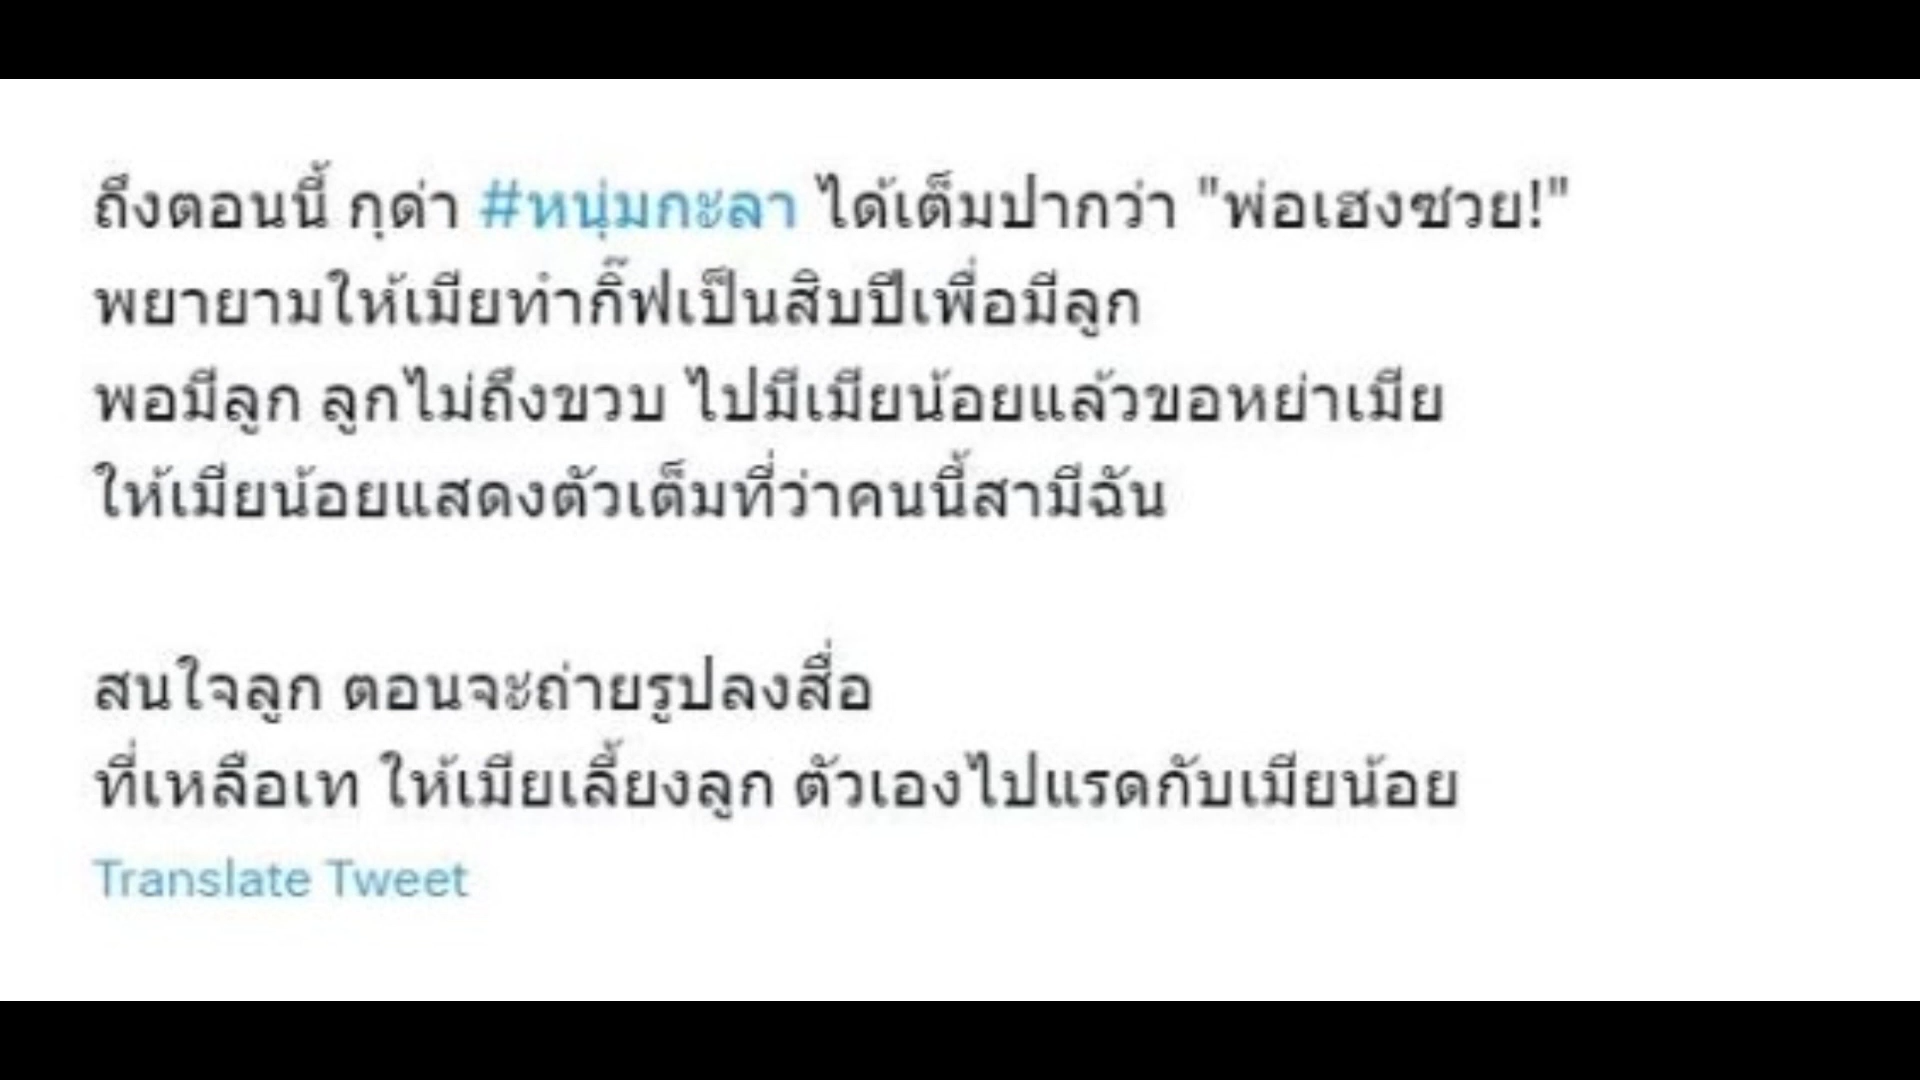 ถึงตอนนี้ กุด่า #หนุ่มกะลา ได้เต็มปากว่า "พ่อเฮงซวย!"
พยายามให้เมียทำกิ๊ฟเป็นสิบปีเพื่อมีลูก
พอมีลูก ลูกไม่ถึงขวบ ไปมีเมียน้อยแล้วขอหย่าเมีย
ให้เมียน้อยแสดงตัวเต็มที่ว่าคนนี้สามีฉัน
สนใจลูก ตอนจะถ่ายรูปลงสื่อ
ที่เหลือเท ให้เมียเลี้ยงลูก ตัวเองไปแรดกับเมียน้อย
Translate Tweet